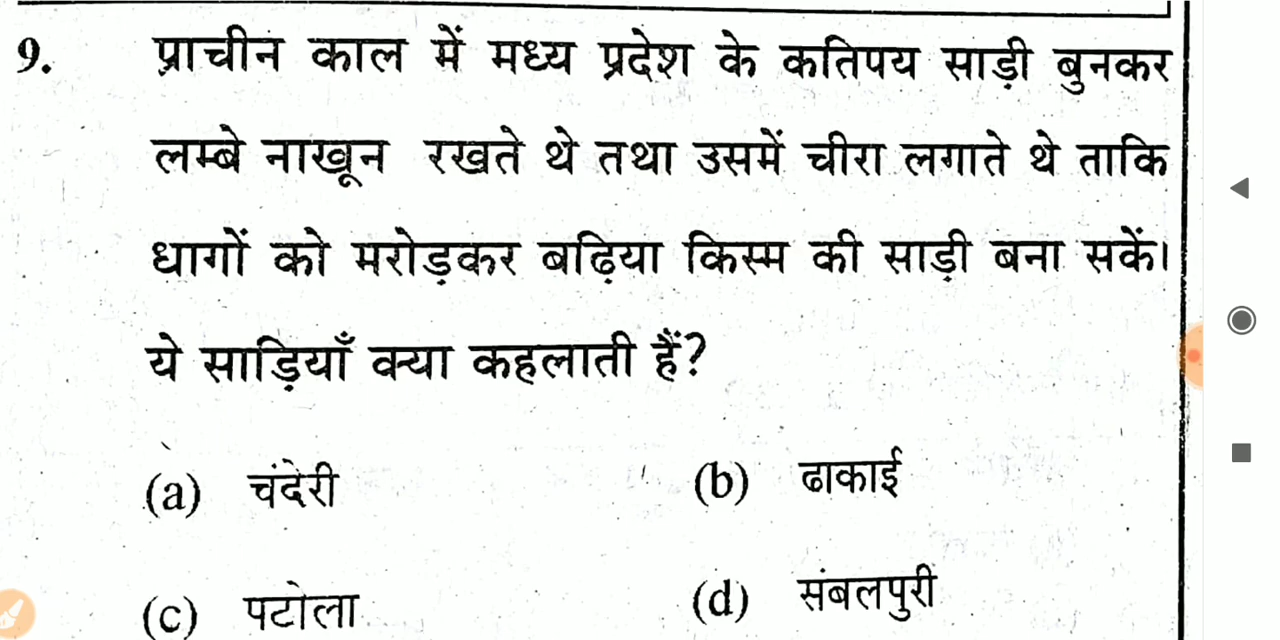 9. प्राचीन काल में मध्य प्रदेश के कतिपय साड़ी बुनकर
लम्बे नाखून रखते थे तथा उसमें चीरा लगाते थे ताकि
धागों को मरोड़कर बढ़िया किस्म की साड़ी बना सकें।
ये साड़ियाँ क्या कहलाती हैं?
(a) चंदेरी (b) ढाकाई
(c) पटोला (d) संबलपुरी